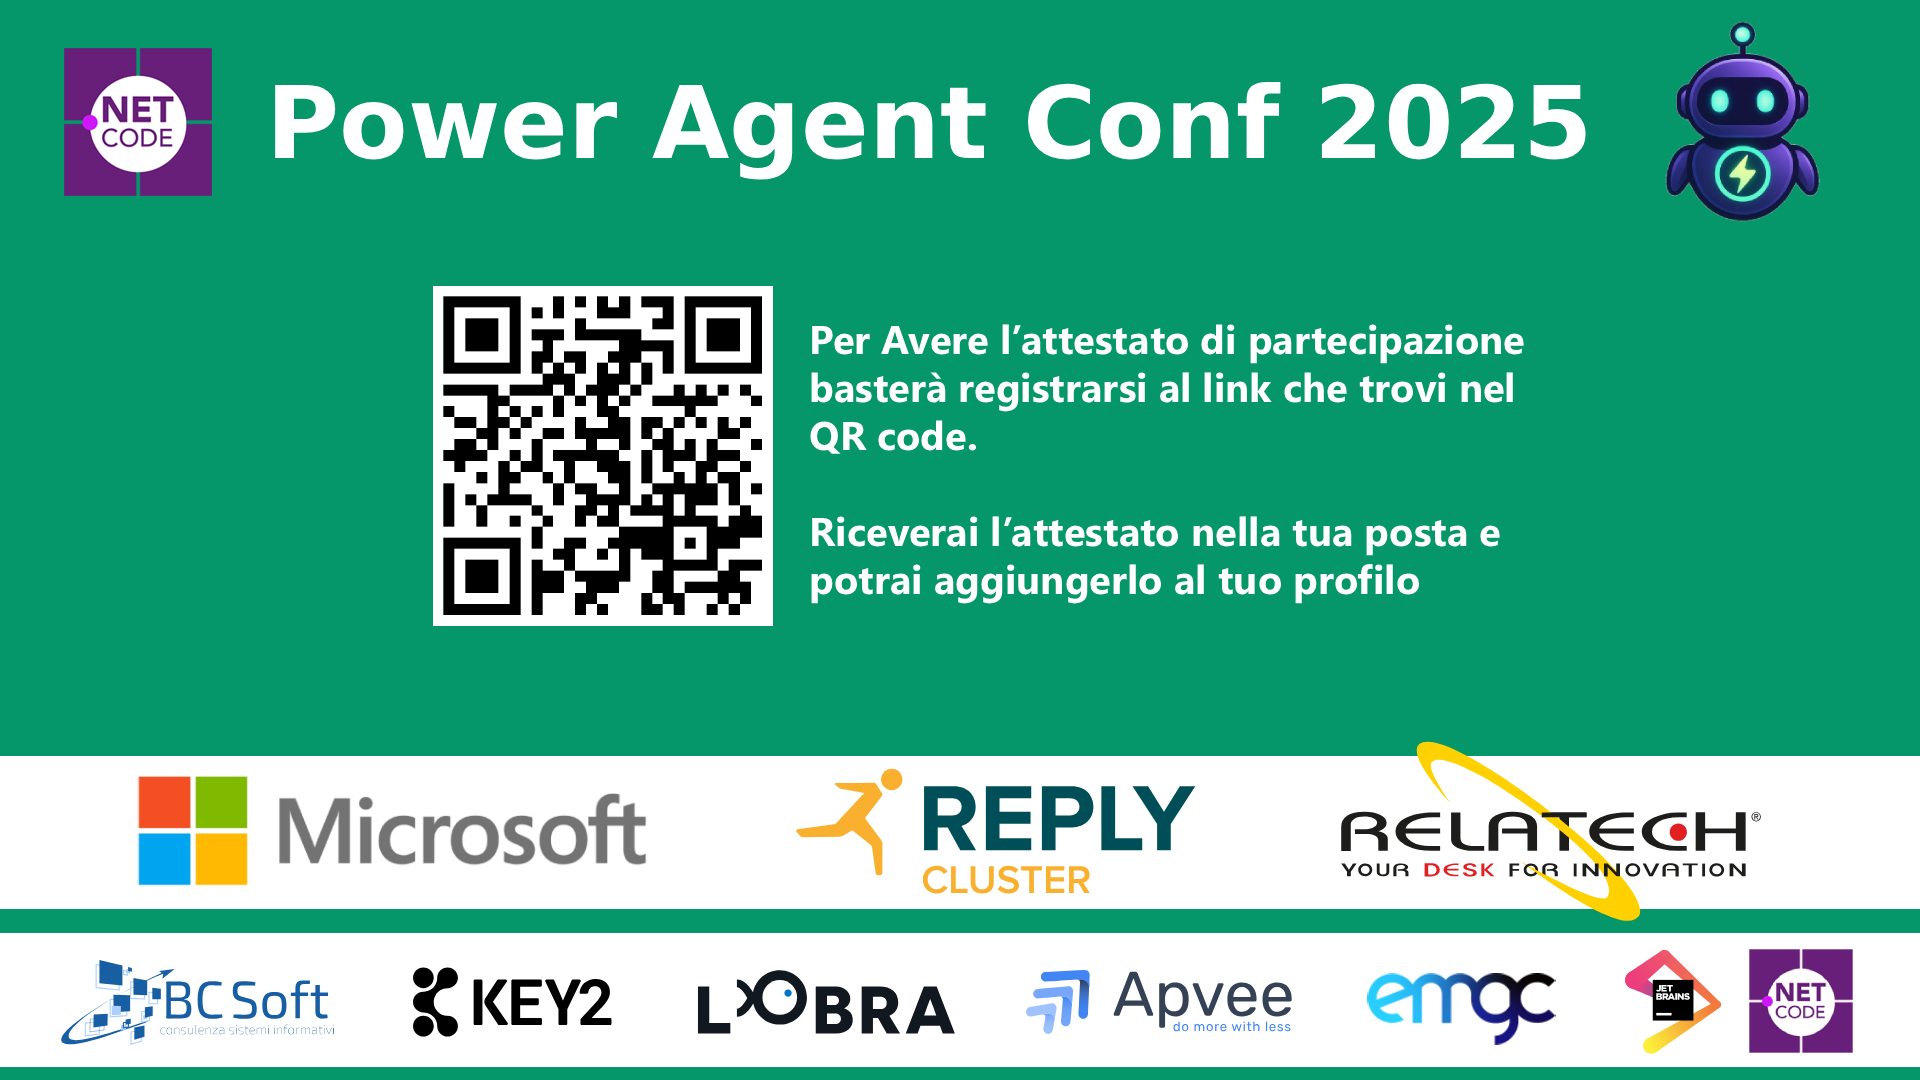 NET
CODE
Power Agent Conf 2025
Per Avere l’attestato di partecipazione
basterà registrarsi al link che trovi nel
QR code.
Riceverai l’attestato nella tua posta e
potrai aggiungerlo al tuo profilo
Microsoft
REPLY
CLUSTER
RELATECH®
YOUR DESK FOR INNOVATION
BC Soft
consulenza sistemi informativi
KEY2
LOBRA
Apvee
do more with less
emgc
JET
BRAINS
NET
CODE